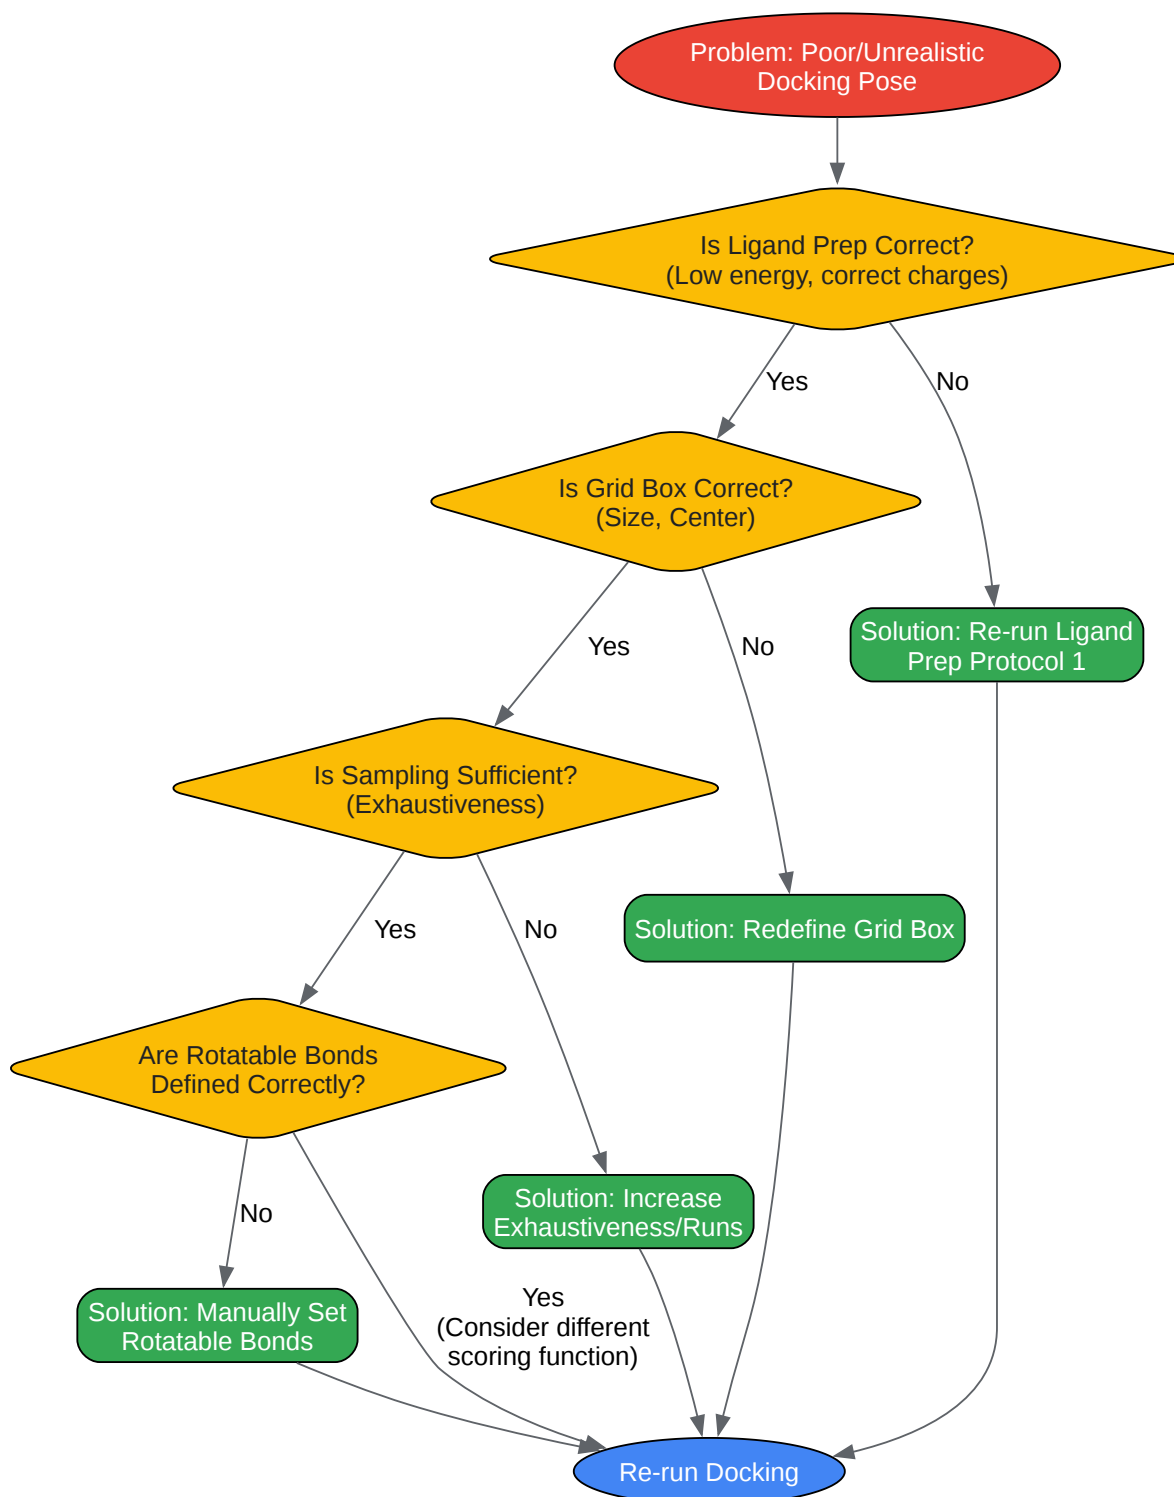 Problem: Poor/Unrealistic
Docking Pose
Is Ligand Prep Correct?
(Low energy, correct charges)
Yes
No
Is Grid Box Correct?
(Size, Center)
Yes
No
Solution: Re-run Ligand
Prep Protocol 1
Is Sampling Sufficient?
(Exhaustiveness)
Yes
No
Solution: Redefine Grid Box
Are Rotatable Bonds
Defined Correctly?
No
Solution: Increase
Exhaustiveness/Runs
Yes
(Consider different
scoring function)
Solution: Manually Set
Rotatable Bonds
Re-run Docking